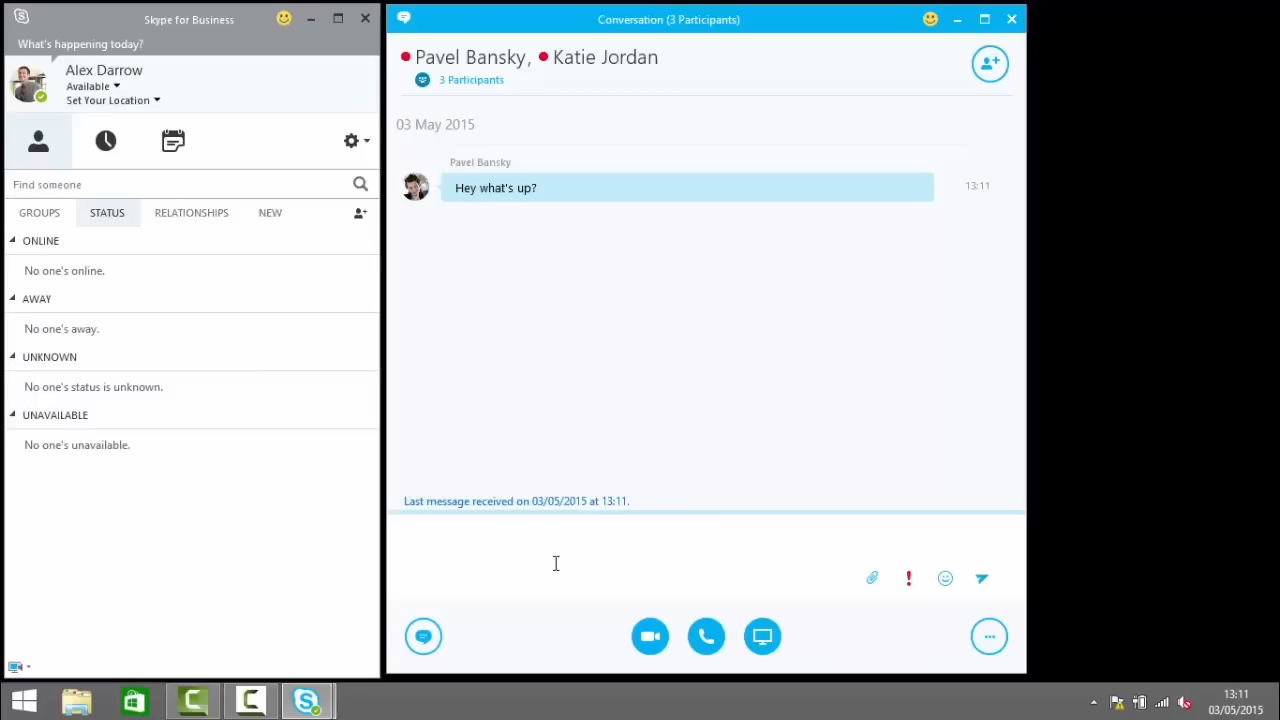 Skype for Business
What's happening today?
Alex Darrow
Available
Set Your Location
Find someone
GROUPS STATUS RELATIONSHIPS NEW
ONLINE
No one's online.
AWAY
No one's away.
UNKNOWN
No one's status is unknown.
UNAVAILABLE
No one's unavailable.
Conversation (3 Participants)
Pavel Bansky, Katie Jordan
3 Participants
03 May 2015
Pavel Bansky
Hey what's up? 13:11
Last message received on 03/05/2015 at 13:11.
13:11
03/05/2015